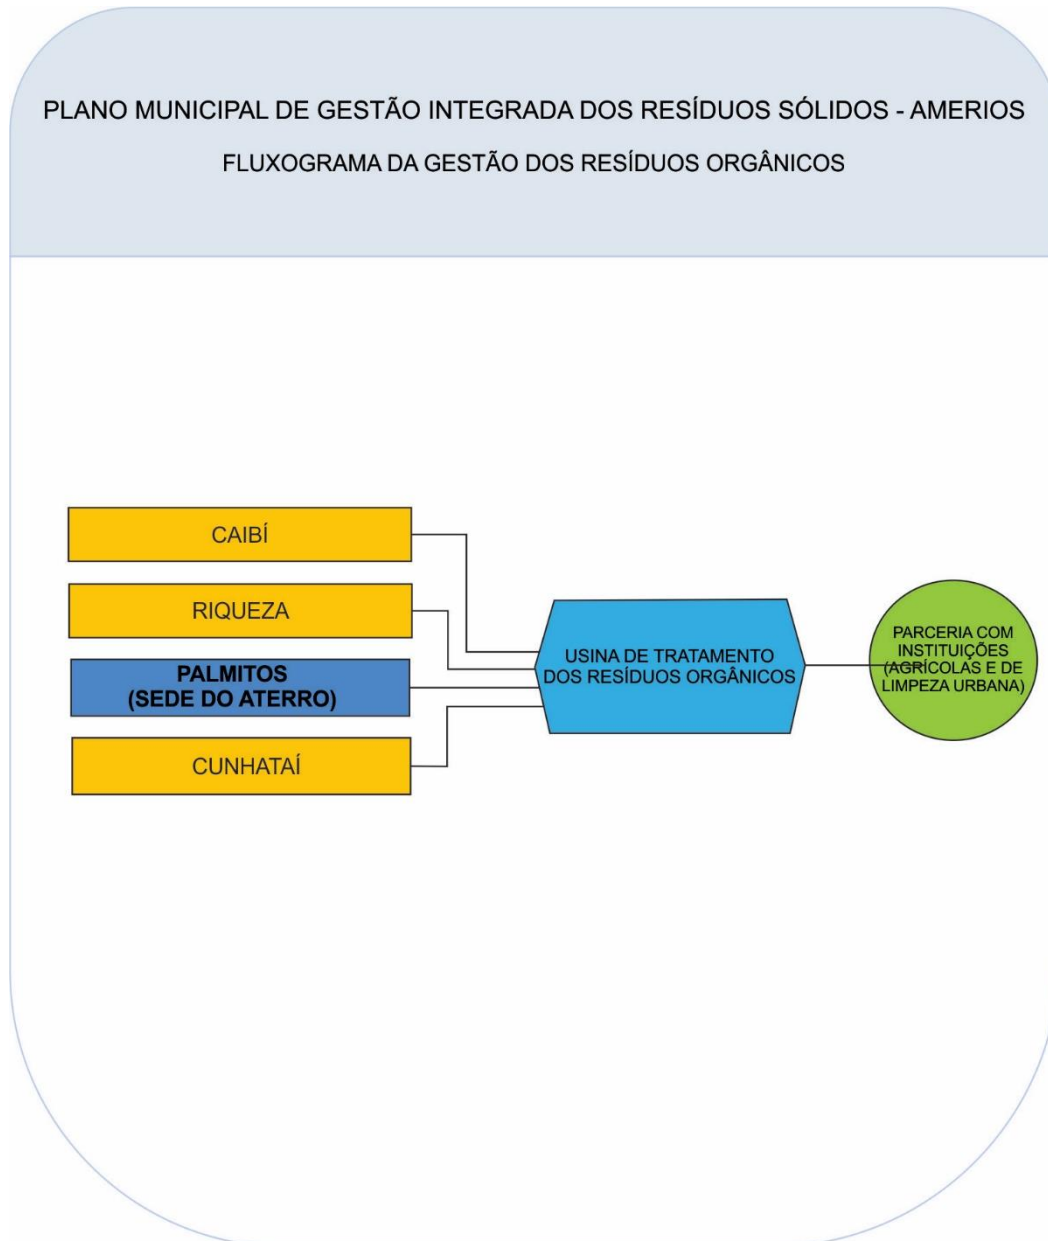 PLANO MUNICIPAL DE GESTÃO INTEGRADA DOS RESÍDUOS SÓLIDOS - AMERIOS
FLUXOGRAMA DA GESTÃO DOS RESÍDUOS ORGÂNICOS
CAIBÍ
RIQUEZA
PALMITOS
(SEDE DO ATERRO)
CUNHATAÍ
USINA DE TRATAMENTO
DOS RESÍDUOS ORGÂNICOS
PARCERIA COM
INSTITUIÇÕES
(AGRÍCOLAS E DE
LIMPEZA URBANA)